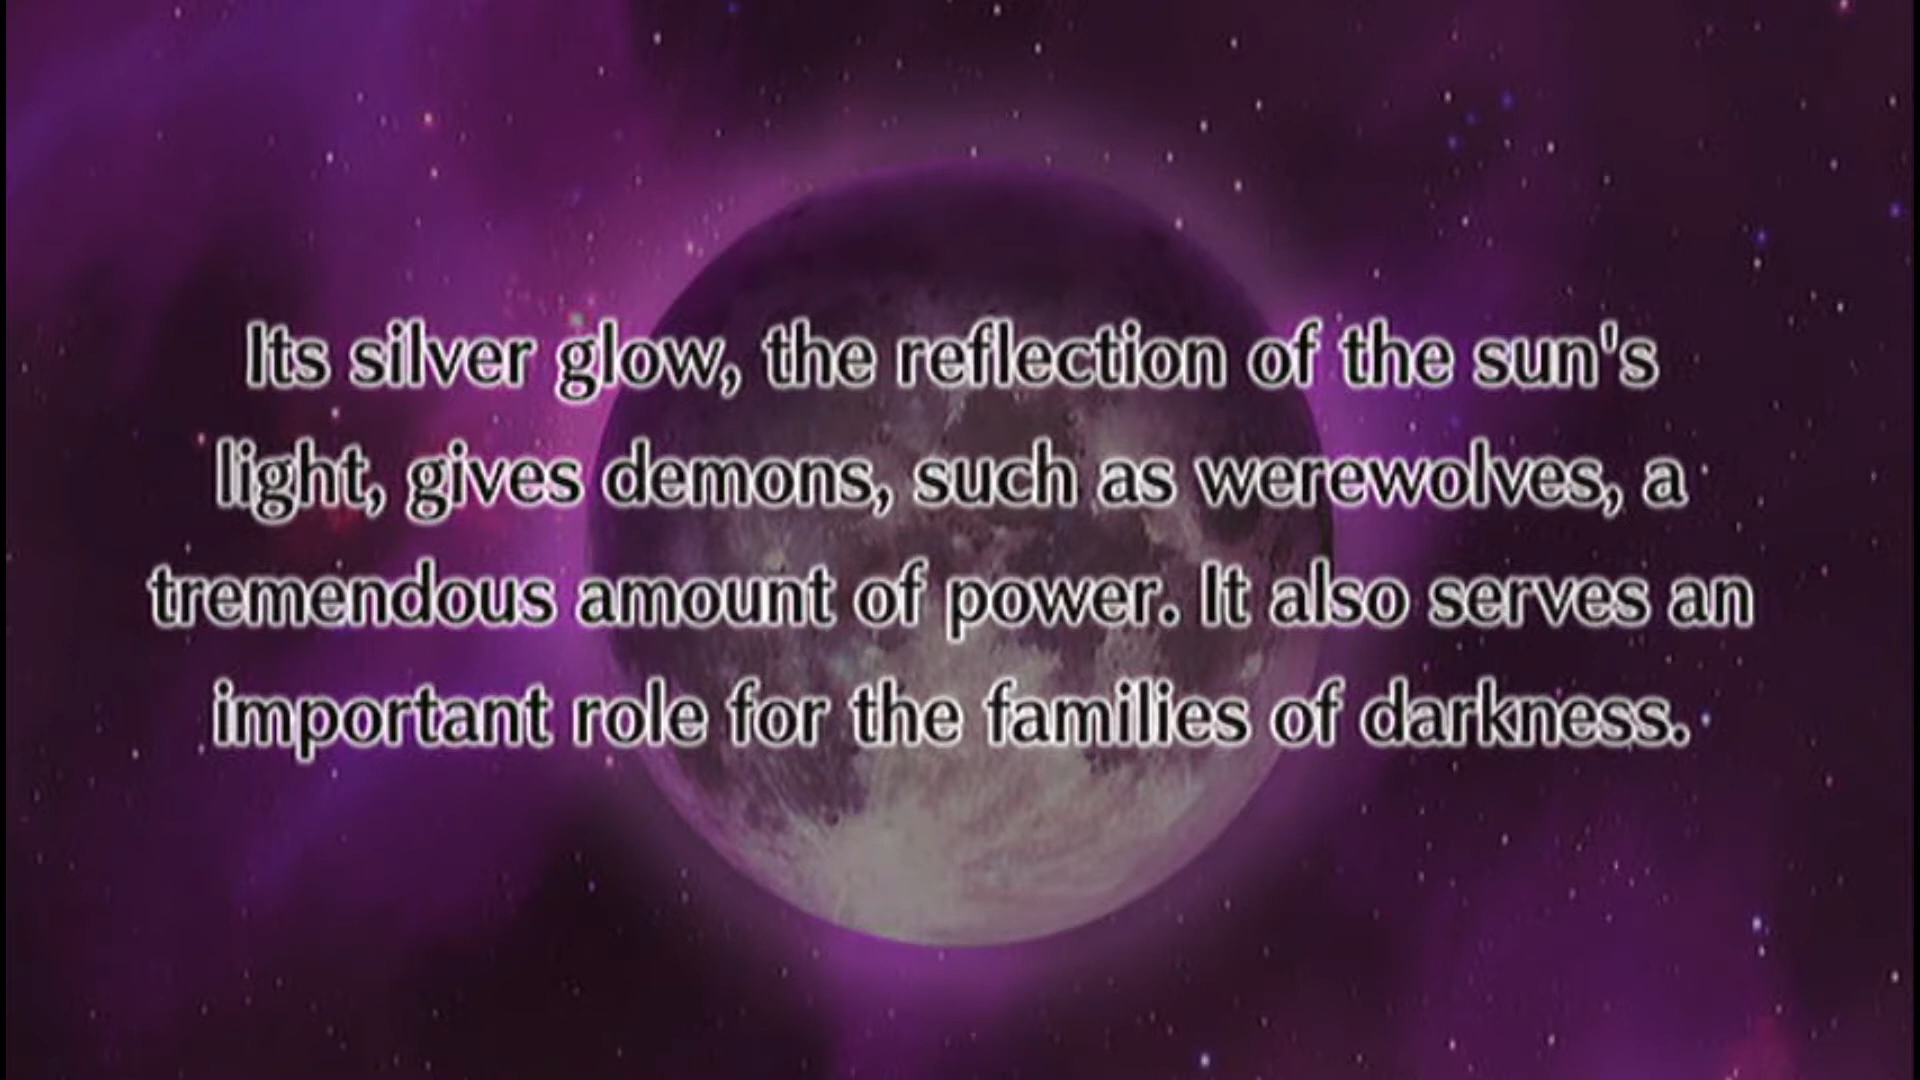 Its silver glow, the reflection of the sun's
light, gives demons, such as werewolves, a
tremendous amount of power. It also serves an
important role for the families of darkness.